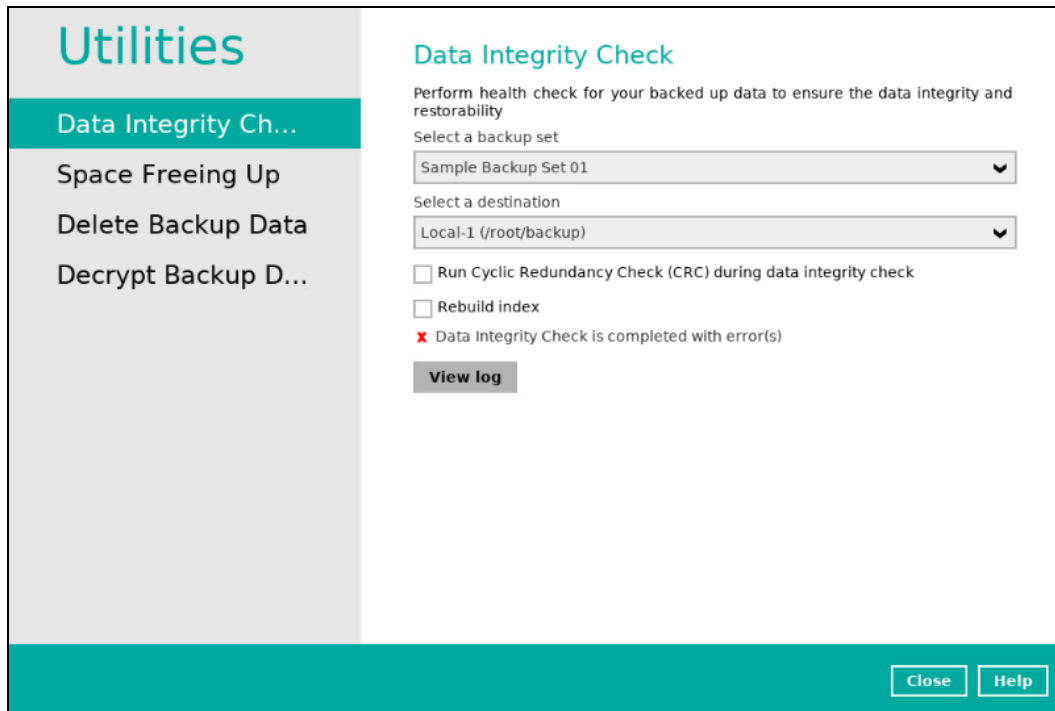 Utilities
Data Integrity Ch...
Space Freeing Up
Delete Backup Data
Decrypt Backup D...
Data Integrity Check
Perform health check for your backed up data to ensure the data integrity and
restorability
Select a backup set
Sample Backup Set 01
Select a destination
Local-1 (/root/backup)
Run Cyclic Redundancy Check (CRC) during data integrity check
Rebuild index
Data Integrity Check is completed with error(s)
View log
Close
Help